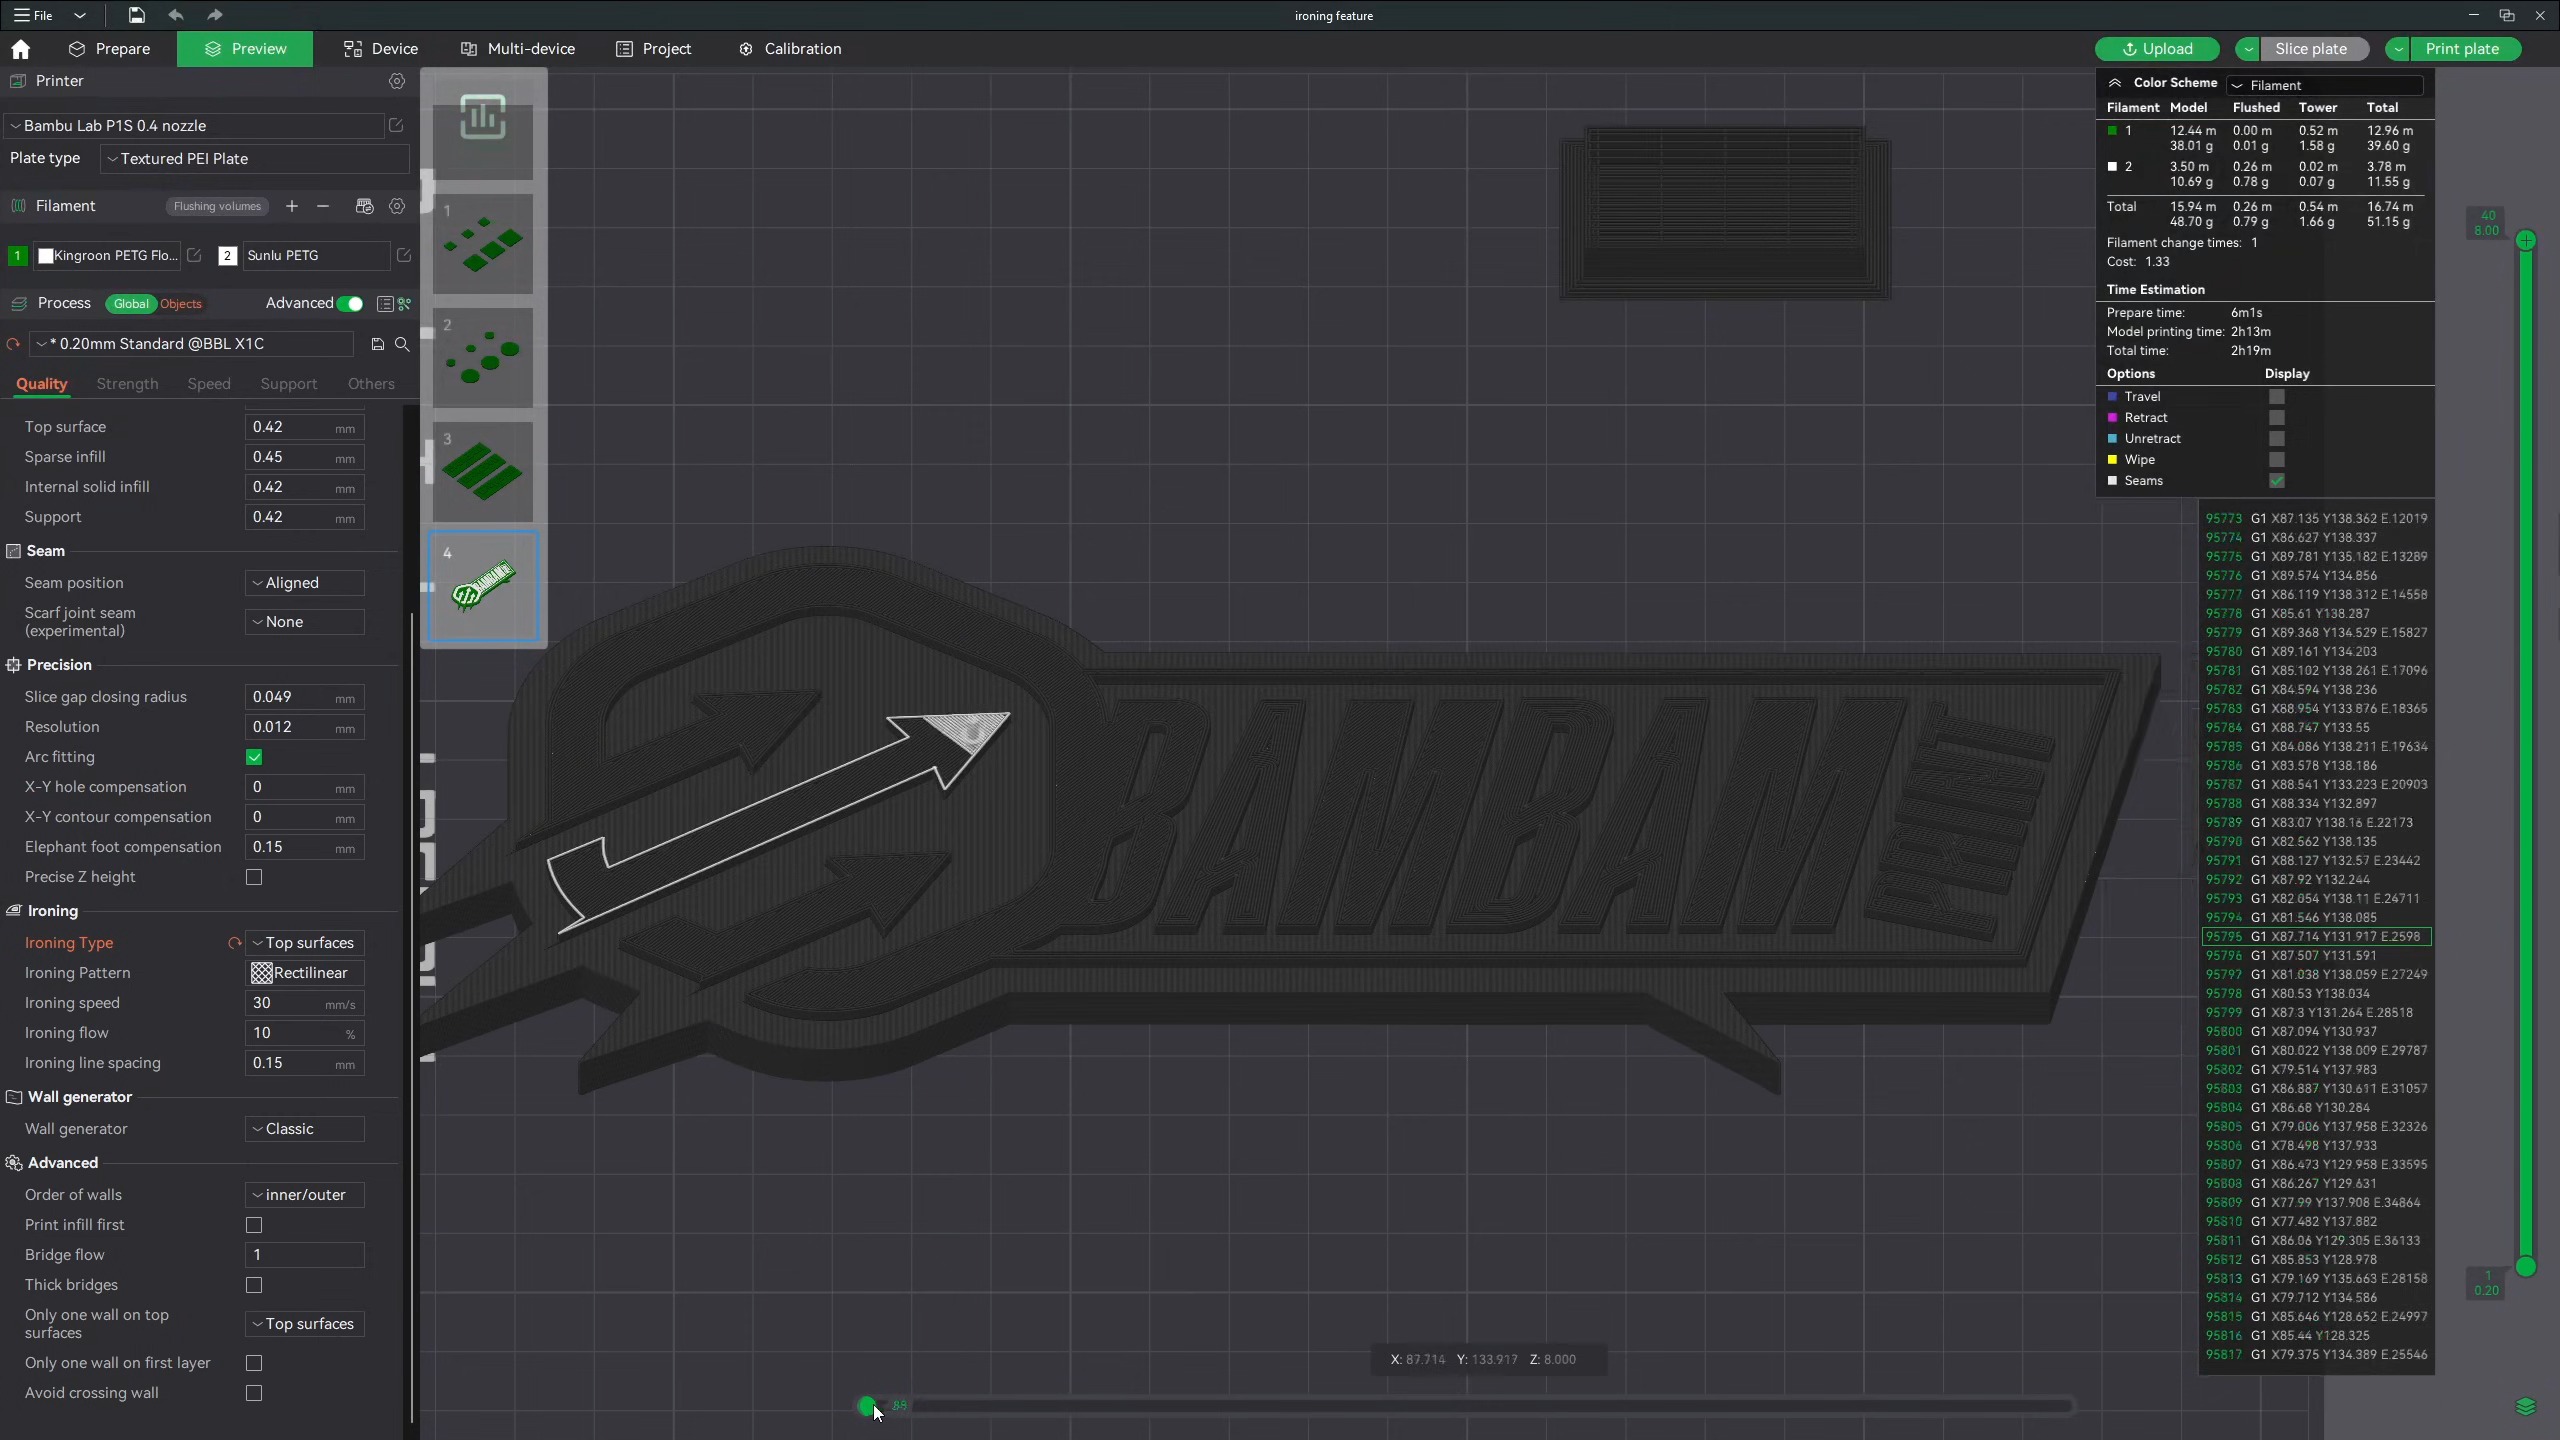 File
ironing feature
Prepare
Preview
Device
Multi-device
Project
Calibration
Upload
Slice plate
Print plate
Printer
Bambu Lab P1S 0.4 nozzle
Plate type
Textured PEI Plate
Filament
Flushing volumes
1
Kingroon PETG Flo...
2
Sunlu PETG
Process
Global
Objects
Advanced
* 0.20mm Standard @BBL X1C
Quality
Strength
Speed
Support
Others
Top surface 0.42 mm
Sparse infill 0.45 mm
Internal solid infill 0.42 mm
Support 0.42 mm
Seam
Seam position Aligned
Scarf joint seam
(experimental)
None
Precision
Slice gap closing radius 0.049 mm
Resolution 0.012 mm
Arc fitting
X-Y hole compensation 0 mm
X-Y contour compensation 0 mm
Elephant foot compensation 0.15 mm
Precise Z height
Ironing
Ironing Type Top surfaces
Ironing Pattern Rectilinear
Ironing speed 30 mm/s
Ironing flow 10 %
Ironing line spacing 0.15 mm
Wall generator
Wall generator Classic
Advanced
Order of walls inner/outer
Print infill first
Bridge flow 1
Thick bridges
Only one wall on top
surfaces
Top surfaces
Only one wall on first layer
Avoid crossing wall
1
2
3
4
BAMBAM
X: 87.714 Y: 133.917 Z: 8.000
Color Scheme Filament
Filament Model Flushed Tower Total
1 12.44 m 0.00 m 0.52 m 12.96 m
38.01 g 0.01 g 1.58 g 39.60 g
2 3.50 m 0.26 m 0.02 m 3.78 m
10.69 g 0.78 g 0.07 g 11.55 g
Total 15.94 m 0.26 m 0.54 m 16.74 m
48.70 g 0.79 g 1.66 g 51.15 g
Filament change times: 1
Cost: 1.33
Time Estimation
Prepare time: 6m1s
Model printing time: 2h13m
Total time: 2h19m
Options Display
Travel
Retract
Unretract
Wipe
Seams
95773 G1 X87.135 Y138.362 E.12019
95774 G1 X86.627 Y138.337
95775 G1 X89.781 Y135.182 E.13289
95776 G1 X89.574 Y134.856
95777 G1 X86.119 Y138.312 E.14558
95778 G1 X85.61 Y138.287
95779 G1 X89.368 Y134.529 E.15827
95780 G1 X89.161 Y134.203
95781 G1 X85.102 Y138.261 E.17096
95782 G1 X84.594 Y138.236
95783 G1 X88.954 Y133.876 E.18365
95784 G1 X88.747 Y133.55
95785 G1 X84.086 Y138.211 E.19634
95786 G1 X83.578 Y138.186
95787 G1 X88.541 Y133.223 E.20903
95788 G1 X88.334 Y132.897
95789 G1 X83.07 Y138.16 E.22173
95790 G1 X82.562 Y138.135
95791 G1 X88.127 Y132.57 E.23442
95792 G1 X87.92 Y132.244
95793 G1 X82.054 Y138.11 E.24711
95794 G1 X81.546 Y138.085
95795 G1 X87.714 Y131.917 E.2598
95796 G1 X87.507 Y131.591
95797 G1 X81.038 Y138.059 E.27249
95798 G1 X80.53 Y138.034
95799 G1 X87.3 Y131.264 E.28518
95800 G1 X87.094 Y130.937
95801 G1 X80.022 Y138.009 E.29787
95802 G1 X79.514 Y137.983
95803 G1 X86.887 Y130.611 E.31057
95804 G1 X86.68 Y130.284
95805 G1 X79.006 Y137.958 E.32326
95806 G1 X78.498 Y137.933
95807 G1 X86.473 Y129.958 E.33595
95808 G1 X86.267 Y129.631
95809 G1 X77.99 Y137.908 E.34864
95810 G1 X77.482 Y137.882
95811 G1 X86.06 Y129.305 E.36133
95812 G1 X85.853 Y128.978
95813 G1 X79.169 Y135.663 E.28158
95814 G1 X79.712 Y134.586
95815 G1 X85.646 Y128.652 E.24997
95816 G1 X85.44 Y128.325
95817 G1 X79.375 Y134.389 E.25546
40
8.00
1
0.20